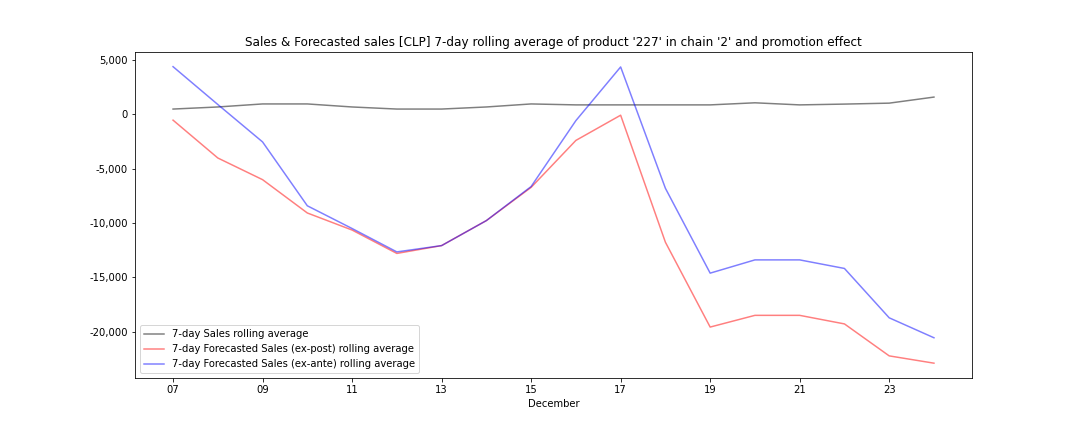 Sales & Forecasted sales [CLP] 7-day rolling average of product '227' in chain '2' and promotion effect
5,000
0
-5,000
-10,000
-15,000
-20,000
7-day Sales rolling average
7-day Forecasted Sales (ex-post) rolling average
7-day Forecasted Sales (ex-ante) rolling average
07 09 11 13 15 17 19 21 23
December